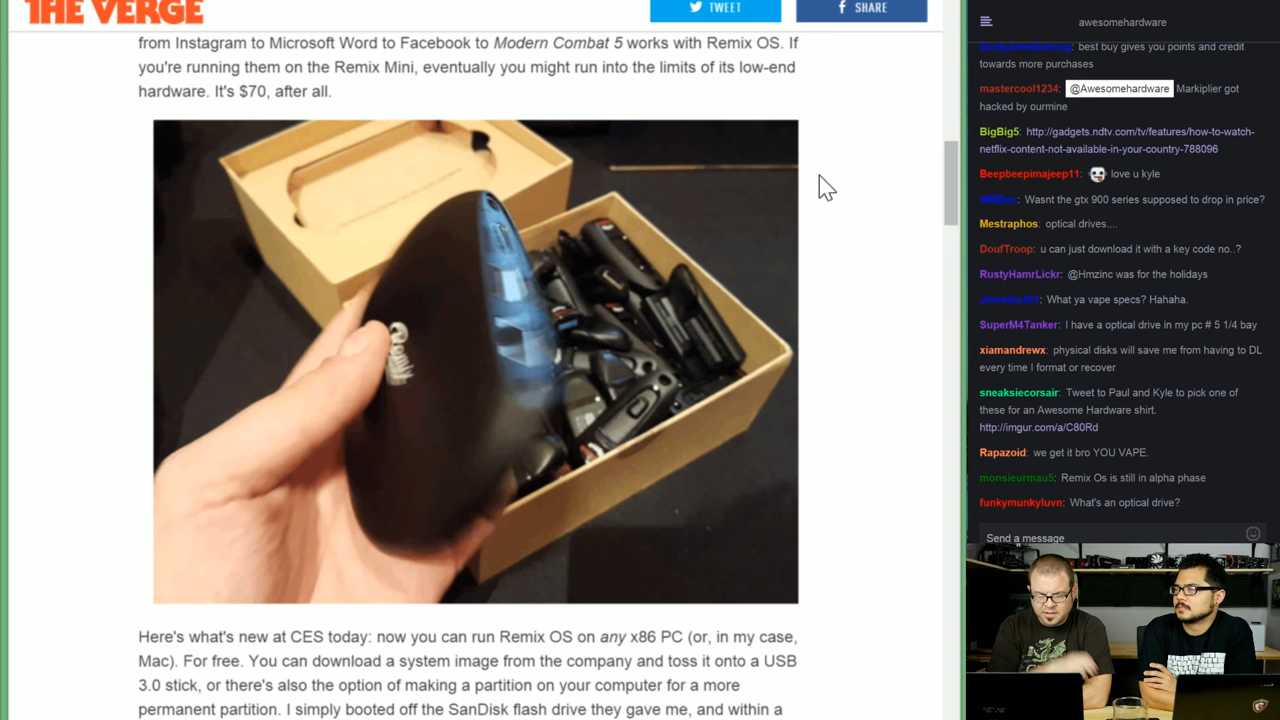 THE VERGE
TWEET
SHARE
from Instagram to Microsoft Word to Facebook to Modern Combat 5 works with Remix OS. If
you're running them on the Remix Mini, eventually you might run into the limits of its low-end
hardware. It's $70, after all.
Here's what's new at CES today: now you can run Remix OS on any x86 PC (or, in my case,
Mac). For free. You can download a system image from the company and toss it onto a USB
3.0 stick, or there's also the option of making a partition on your computer for a more
permanent partition. I simply booted off the SanDisk flash drive they gave me, and within a
awesomehardware
best buy gives you points and credit
towards more purchases
mastercool1234: @Awesomehardware Markiplier got
hacked by ourmine
BigBig5: http://gadgets.ndtv.com/tv/features/how-to-watch-
netflix-content-not-available-in-your-country-788096
Beepbeepimajeep11: love u kyle
Wasnt the gtx 900 series supposed to drop in price?
Mestraphos: optical drives....
DoufTroop: u can just download it with a key code no..?
RustyHamrLickr: @Hmzinc was for the holidays
What ya vape specs? Hahaha.
SuperM4Tanker: I have a optical drive in my pc # 5 1/4 bay
xiamandrewx: physical disks will save me from having to DL
every time I format or recover
sneaksiecorsair: Tweet to Paul and Kyle to pick one of
these for an Awesome Hardware shirt.
http://imgur.com/a/C80Rd
Rapazoid: we get it bro YOU VAPE.
monsieurmau5: Remix Os is still in alpha phase
funkymunkyluvn: What's an optical drive?
Send a message